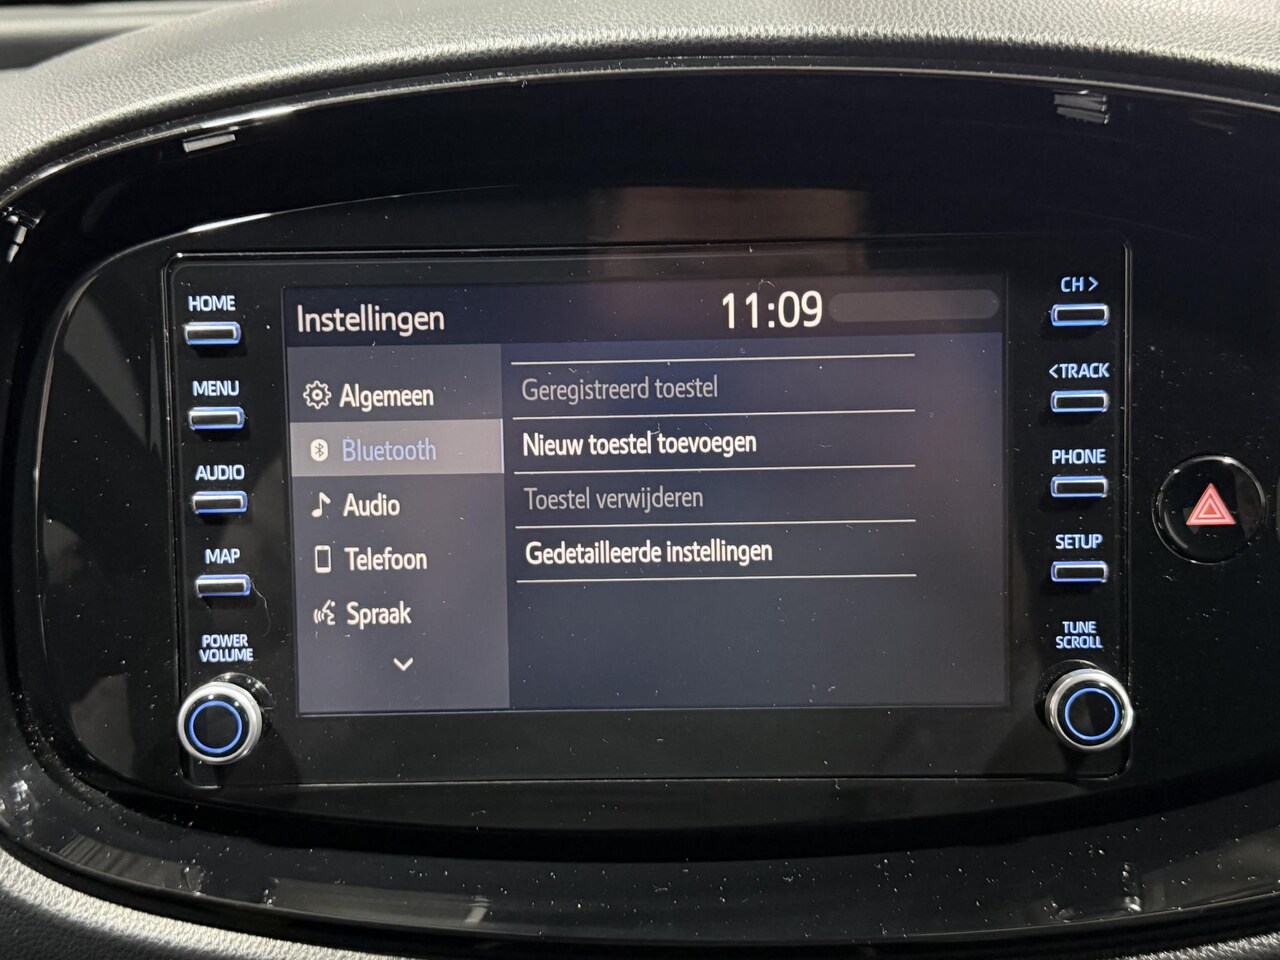 HOME
MENU
AUDIO
MAP
POWER
VOLUME
Instellingen
11:09
Algemeen
Bluetooth
Audio
Telefoon
Spraak
Geregistreerd toestel
Nieuw toestel toevoegen
Toestel verwijderen
Gedetailleerde instellingen
CH >
<TRACK
PHONE
SETUP
TUNE
SCROLL